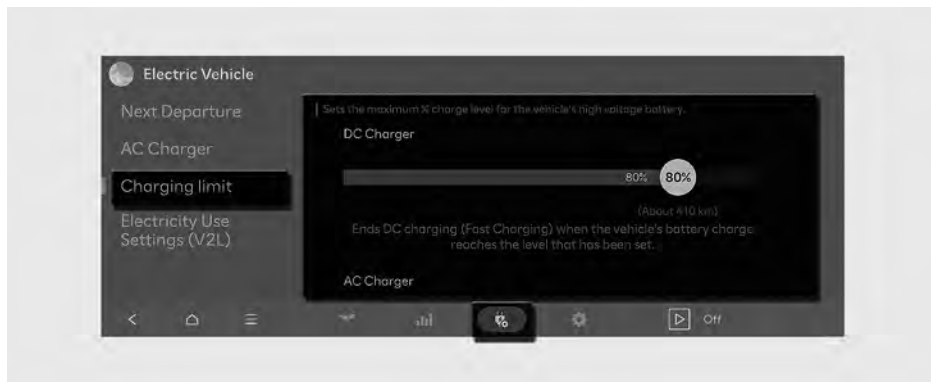 Electric Vehicle
Next Departure
AC Charger
Charging limit
Electricity Use
Settings (V2L)
Sets the maximum % charge level for the vehicle's high voltage battery.
DC Charger
80% 80%
(About 410 km)
Ends DC charging (Fast Charging) when the vehicle's battery charge
reaches the level that has been set.
AC Charger
Off